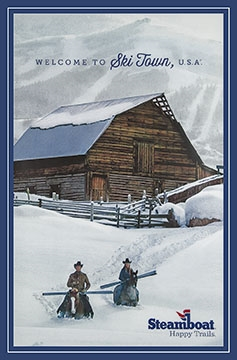 WELCOME TO Ski Town, U.S.A.®
Steamboat®
Happy Trails.